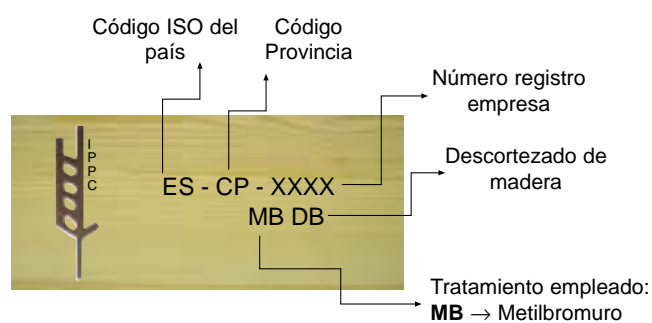 Código ISO del
país
Código
Provincia
Número registro
empresa
I
P
P
C
ES - CP - XXXX
MB DB
Descortezado de
madera
Tratamiento empleado:
MB → Metilbromuro